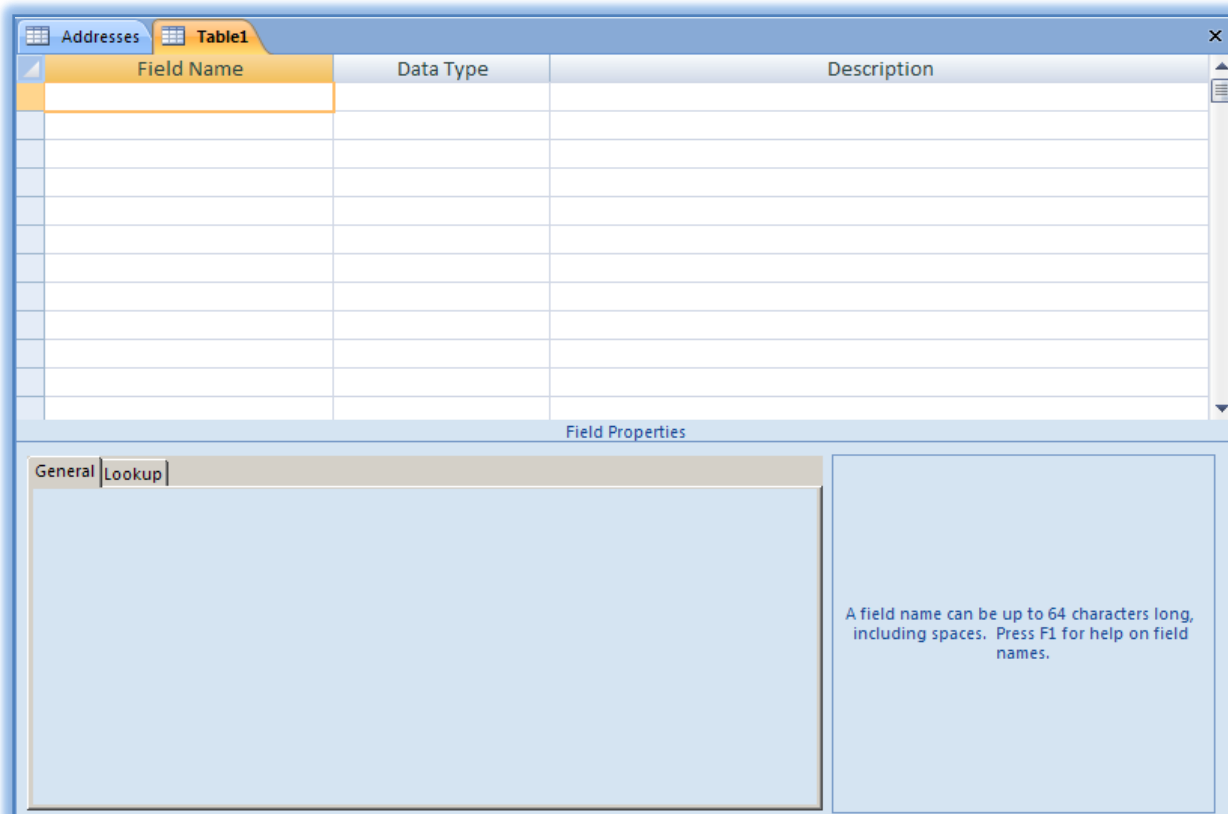 Addresses Table1
Field Name Data Type Description
Field Properties
General Lookup
A field name can be up to 64 characters long,
including spaces. Press F1 for help on field
names.